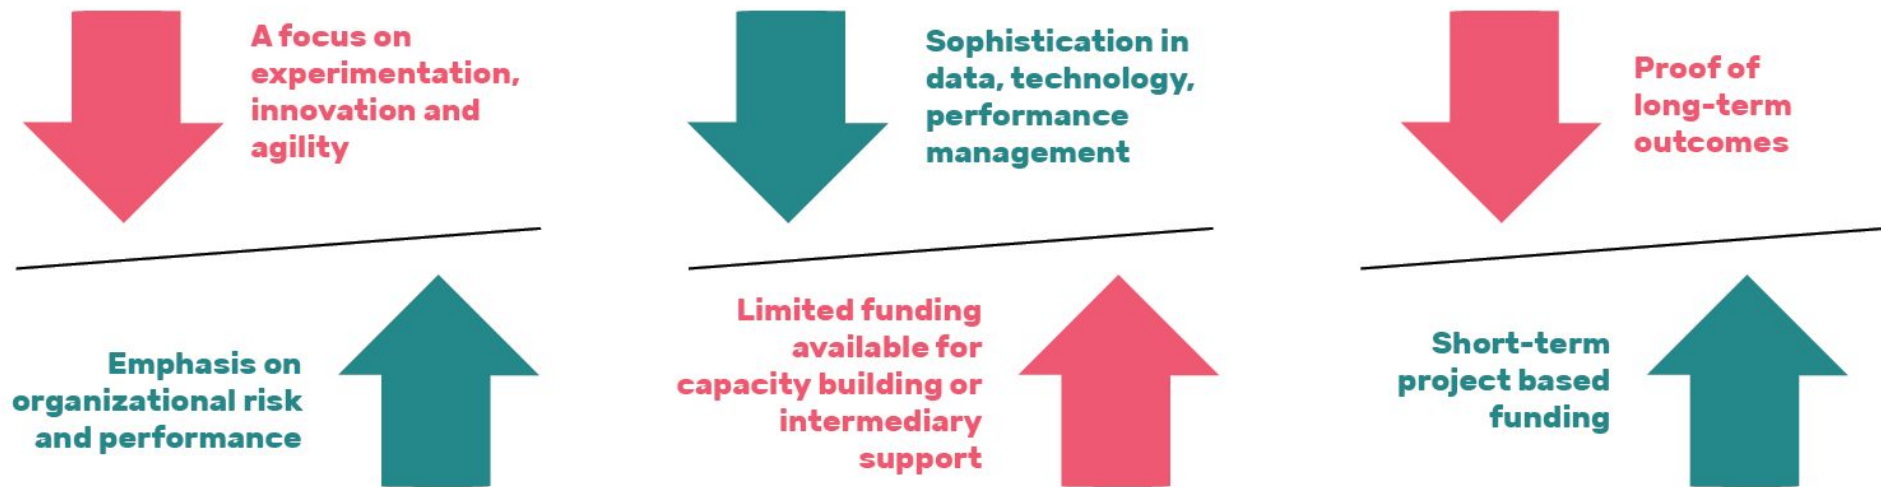 A focus on
experimentation,
innovation and
agility
Emphasis on
organizational risk
and performance
Sophistication in
data, technology,
performance
management
Limited funding
available for
capacity building or
intermediary
support
Proof of
long-term
outcomes
Short-term
project based
funding